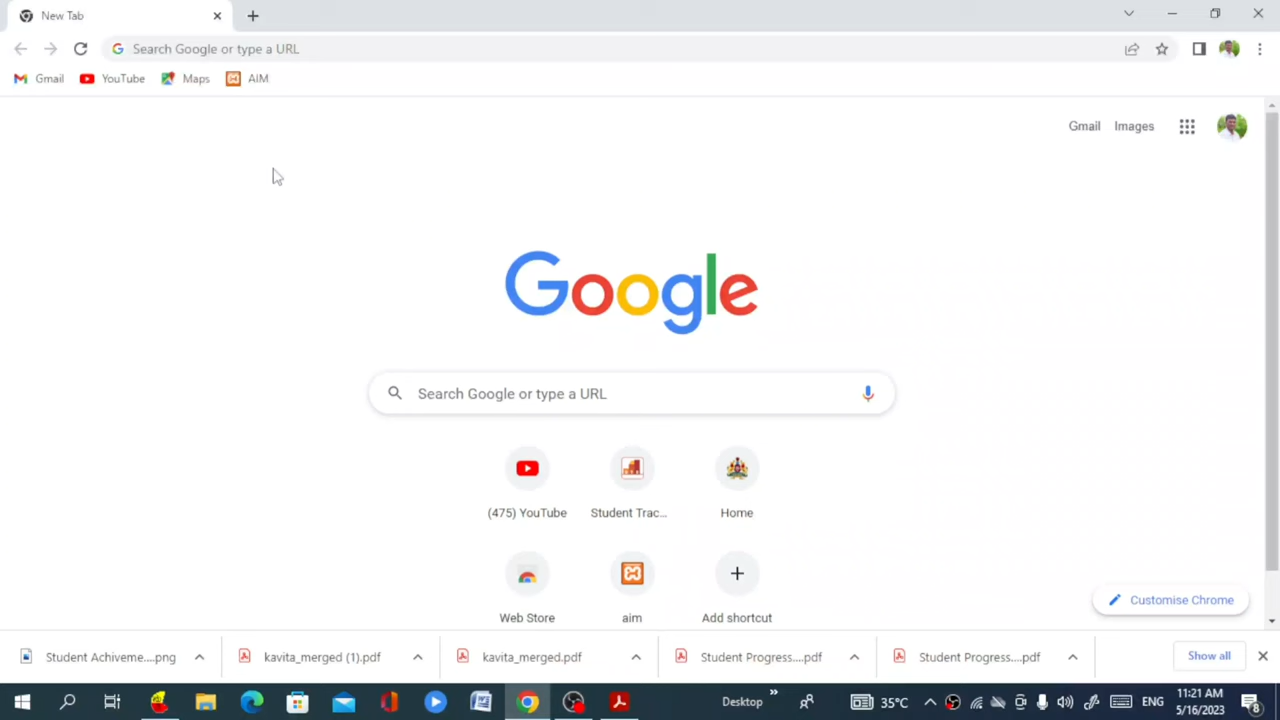 New Tab
Search Google or type a URL
Gmail YouTube Maps AIM
Gmail Images
Google
Search Google or type a URL
(475) YouTube Student Trac... Home
Web Store aim Add shortcut
Customise Chrome
Student Achiveme....png kavita_merged (1).pdf kavita_merged.pdf Student Progress....pdf Student Progress....pdf Show all
Desktop 35°C ENG 11:21 AM
5/16/2023 8